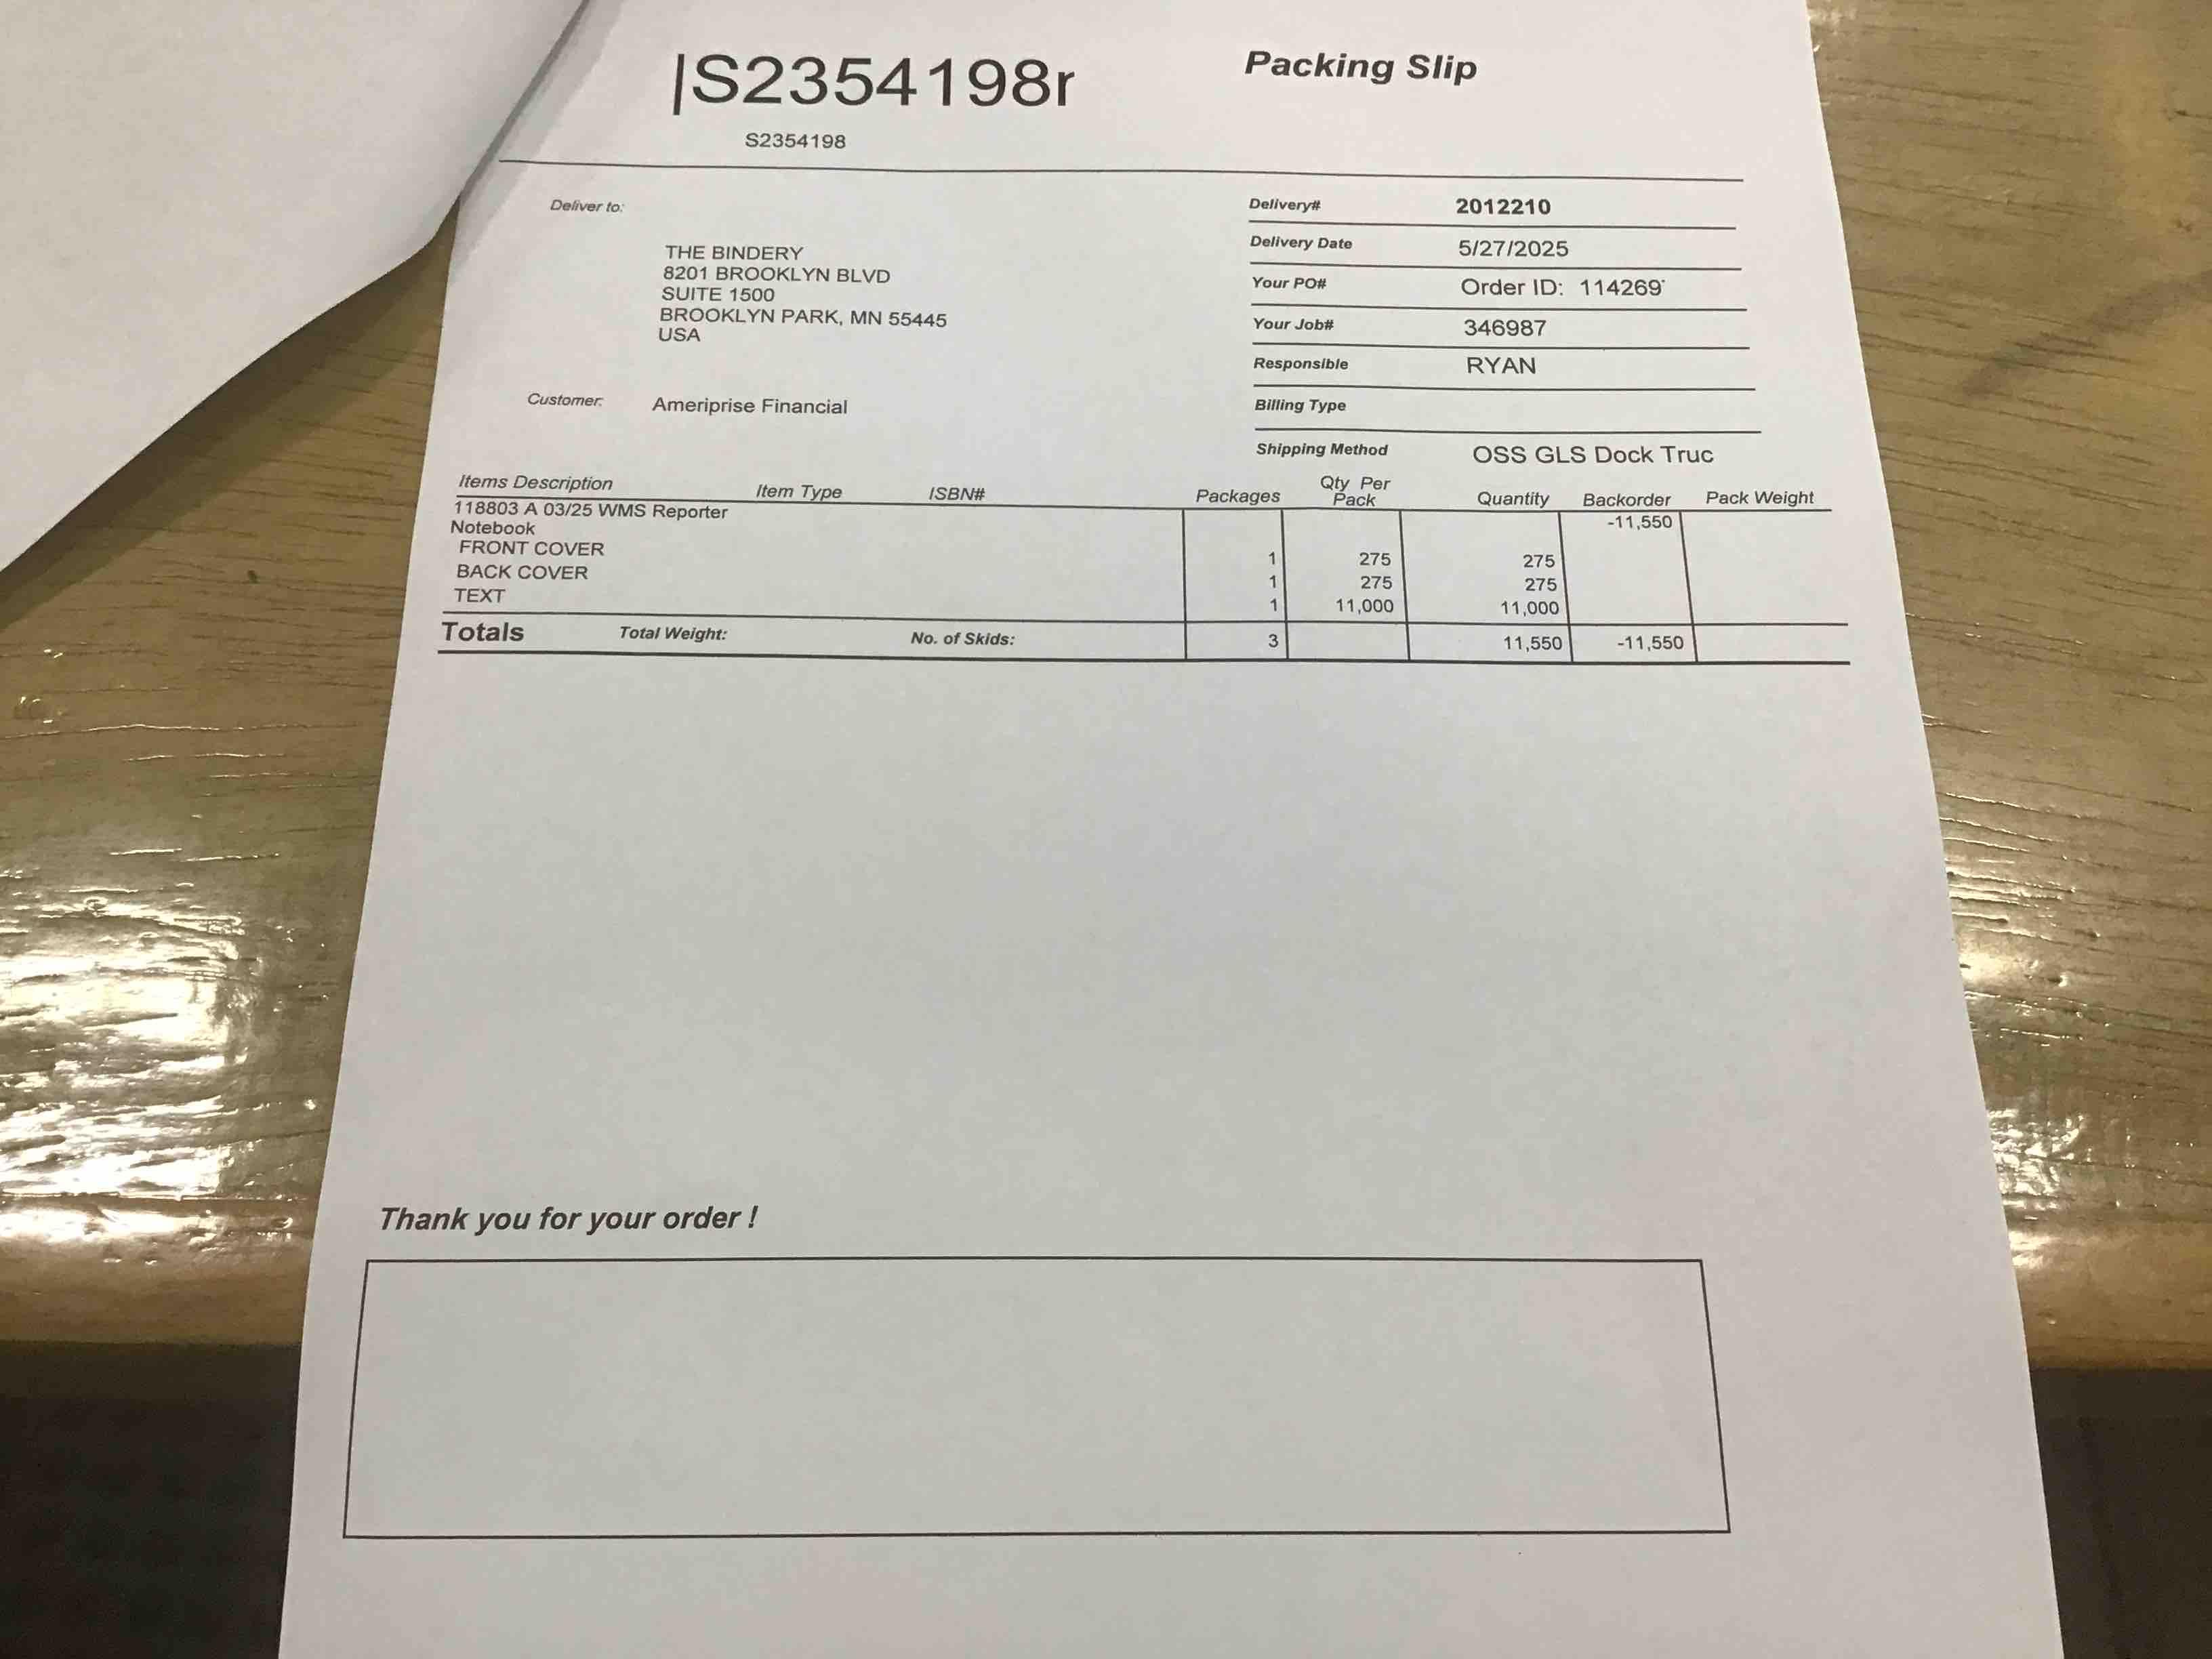 |S2354198r
Packing Slip
S2354198
Deliver to:
THE BINDERY
8201 BROOKLYN BLVD
SUITE 1500
BROOKLYN PARK, MN 55445
USA
Customer: Ameriprise Financial
Delivery# 2012210
Delivery Date 5/27/2025
Your PO# Order ID: 114269
Your Job# 346987
Responsible RYAN
Billing Type
Shipping Method OSS GLS Dock Truc
Items Description Item Type ISBN# Packages Qty Per Pack Quantity Backorder Pack Weight
118803 A 03/25 WMS Reporter -11,550
Notebook
FRONT COVER 1 275 275
BACK COVER 1 275 275
TEXT 1 11,000 11,000
Totals Total Weight: No. of Skids: 3 11,550 -11,550
Thank you for your order !